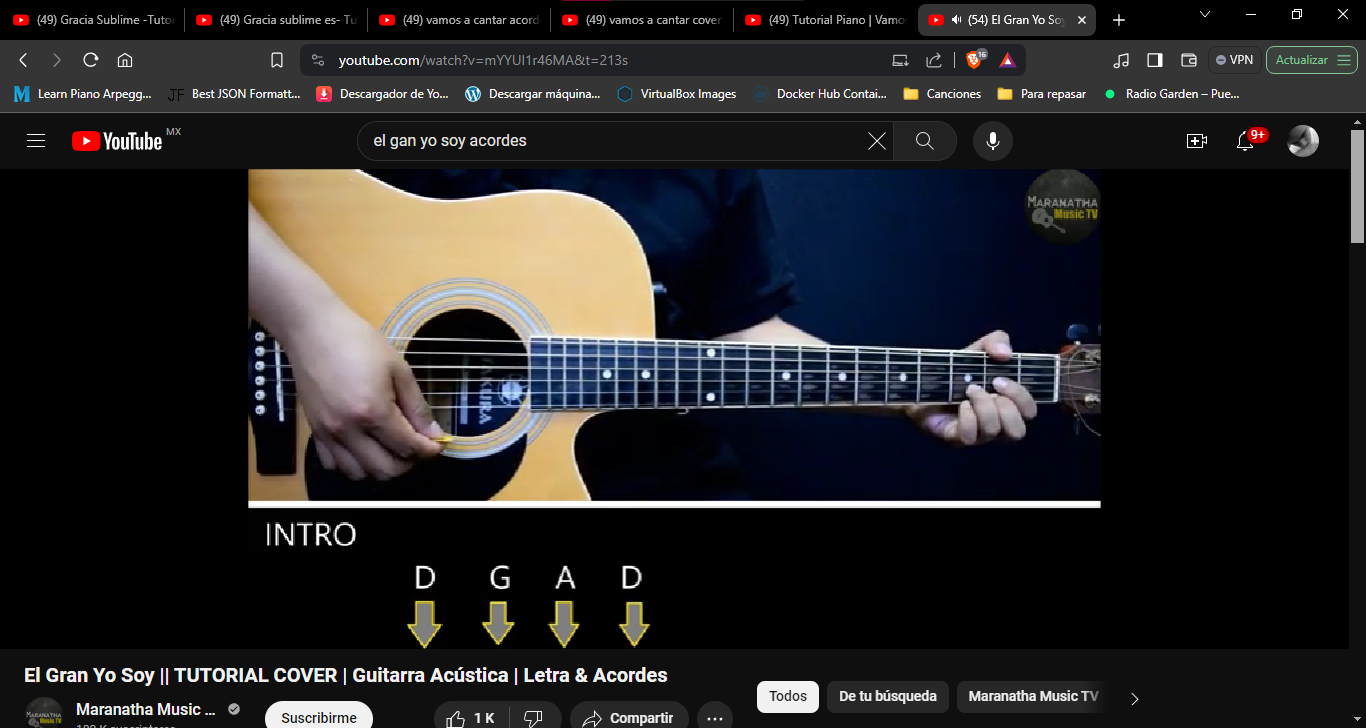 (49) Gracia Sublime -Tutor
(49) Gracia sublime es- Tu
(49) vamos a cantar acord
(49) vamos a cantar cover
(49) Tutorial Piano | Vamo
(54) El Gran Yo Soy
youtube.com/watch?v=mYYUI1r46MA&t=213s
16
VPN
Actualizar
M Learn Piano Arpegg...
JF Best JSON Formatt...
Descargador de Yo...
Descargar máquina...
VirtualBox Images
Docker Hub Contai...
Canciones
Para repasar
Radio Garden – Pue...
YouTube MX
el gan yo soy acordes
9+
MARANATHA
Music TV
TAKURA
INTRO
D G A D
El Gran Yo Soy || TUTORIAL COVER | Guitarra Acústica | Letra & Acordes
Todos
De tu búsqueda
Maranatha Music TV
Maranatha Music ...
Suscribirme
1 K
Compartir